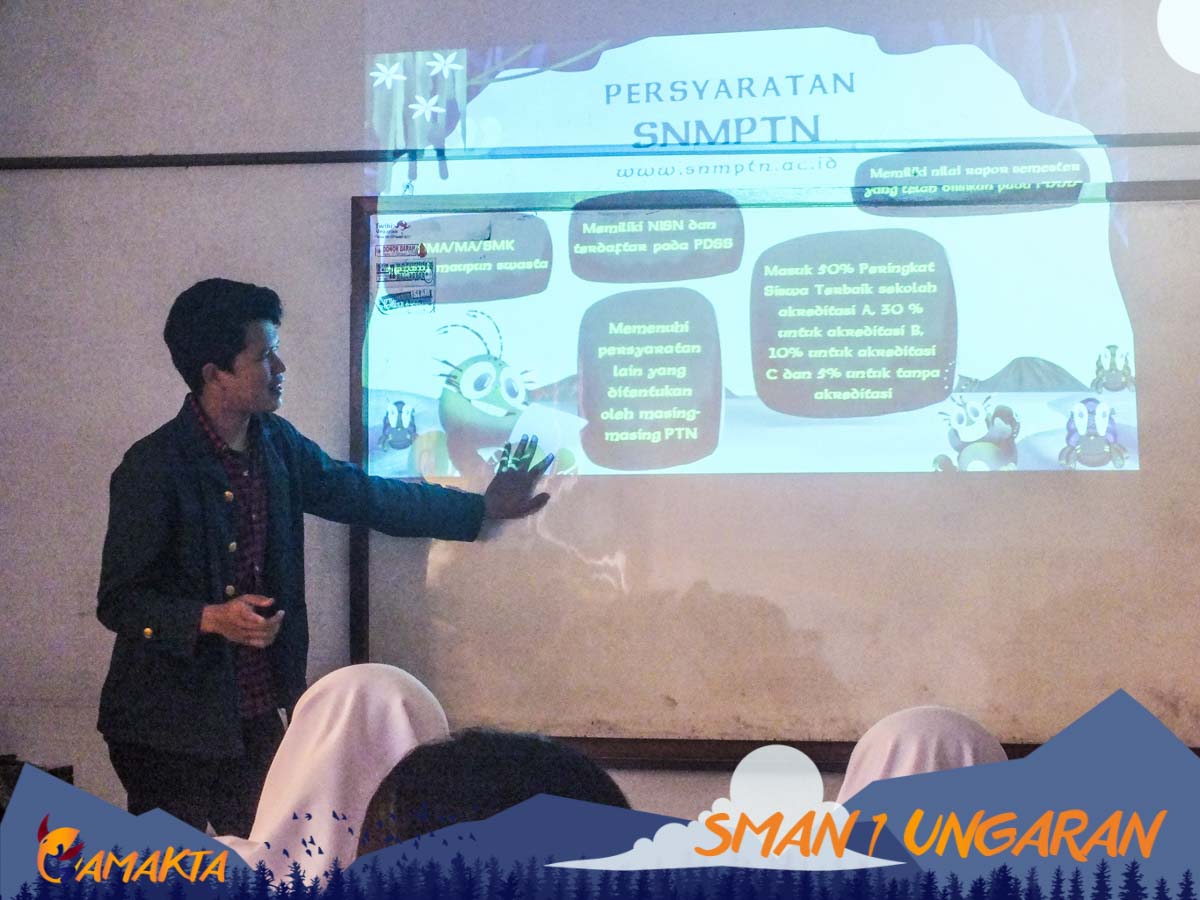 PERSYARATAN
SNMPTN
www.snmptn.ac.id
MA/MA/SMK
maupun swasta
Memiliki NISN dan
terdaftar pada PDSS
Memiliki nilai rapor semester
yang telah diisikan pada PDSS
Memenuhi
persyaratan
lain yang
ditentukan
oleh masing-
masing PTN
Masuk 50% Peringkat
Siswa Terbaik sekolah
akreditasi A, 30 %
untuk akreditasi B,
10% untuk akreditasi
C dan 5% untuk tanpa
akreditasi
DONOR DARAH
AMAKTA
SMAN 1 UNGARAN